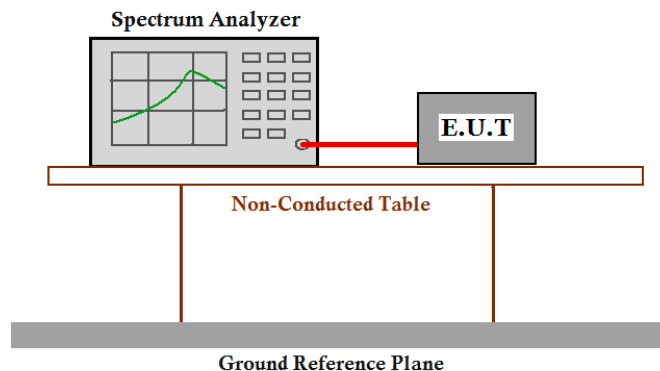 Spectrum Analyzer
E.U.T
Non-Conducted Table
Ground Reference Plane